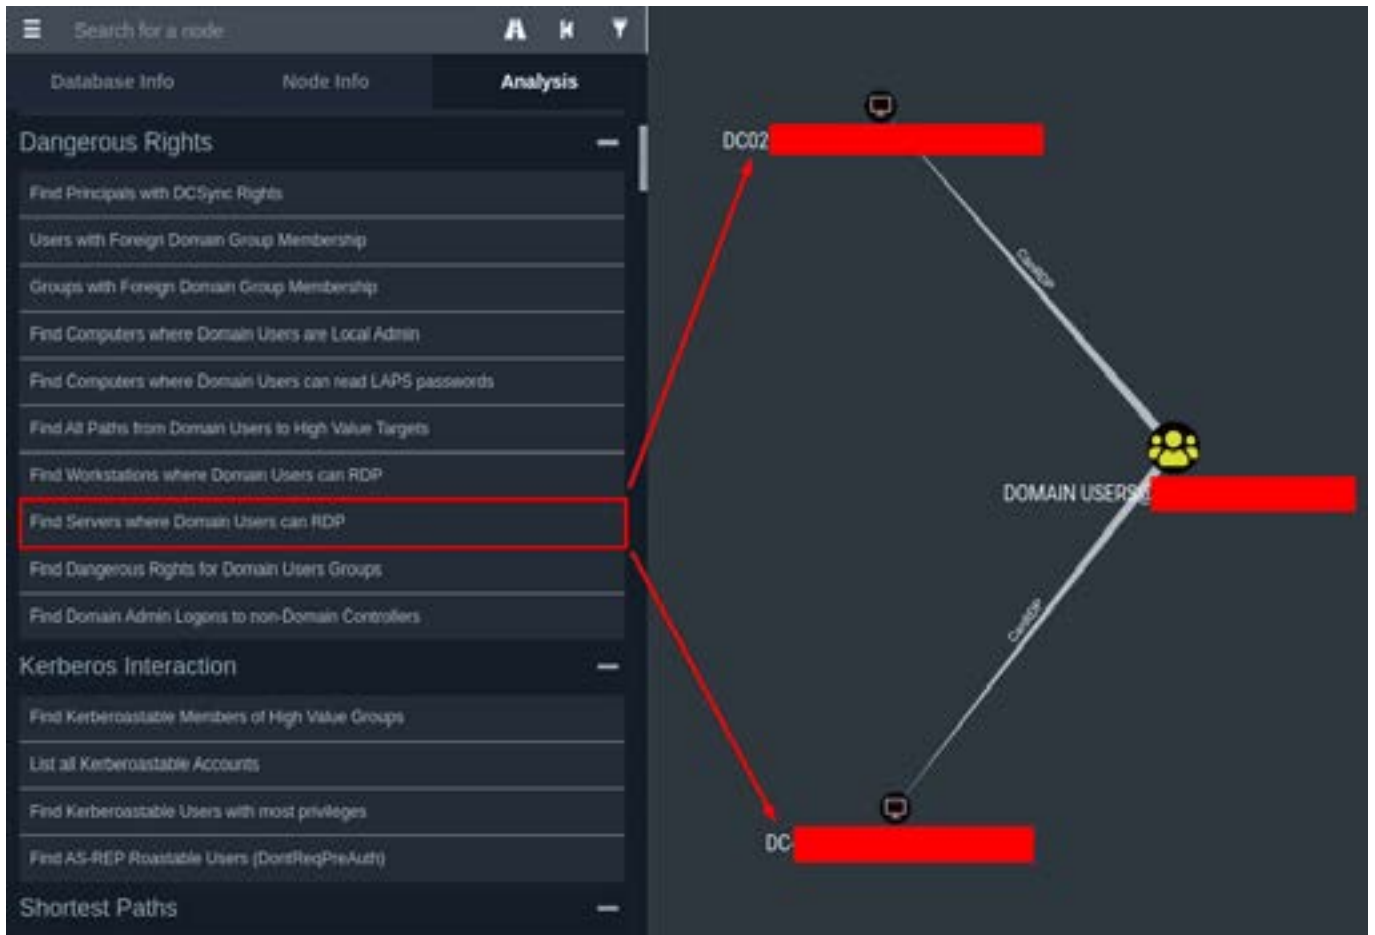 Search for a node
Database Info Node Info Analysis
Dangerous Rights
Find Principals with DCSync Rights
Users with Foreign Domain Group Membership
Groups with Foreign Domain Group Membership
Find Computers where Domain Users are Local Admin
Find Computers where Domain Users can read LAPS passwords
Find All Paths from Domain Users to High Value Targets
Find Workstations where Domain Users can RDP
Find Servers where Domain Users can RDP
Find Dangerous Rights for Domain Users Groups
Find Domain Admin Logons to non-Domain Controllers
Kerberos Interaction
Find Kerberoastable Members of High Value Groups
List all Kerberoastable Accounts
Find Kerberoastable Users with most privileges
Find AS-REP Roastable Users (DontReqPreAuth)
Shortest Paths
DC02
CanRDP
DOMAIN USERS@
CanRDP
DC-